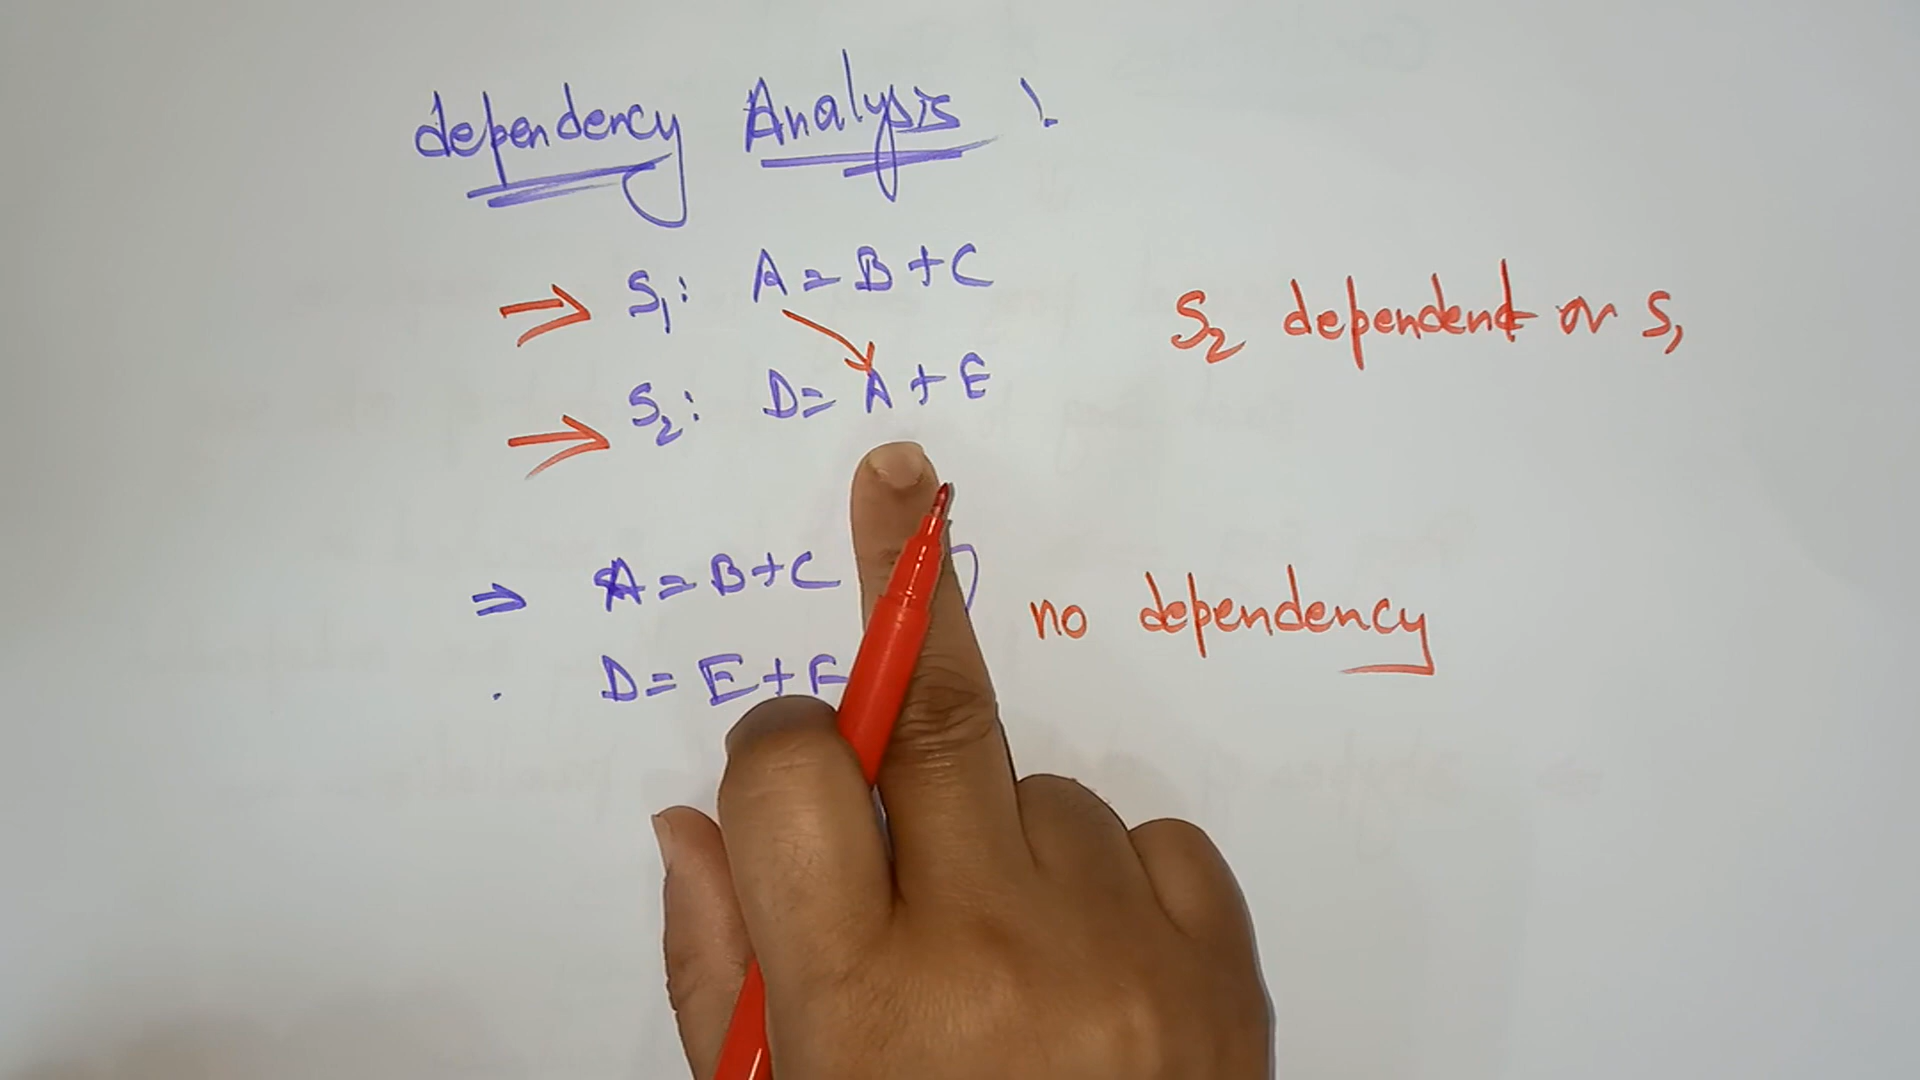 dependency Analysis :
⇒ S₁: A = B + C
S₂ dependent on S₁
⇒ S₂: D = A + E
⇒ A = B + C
no dependency
. D = E + F